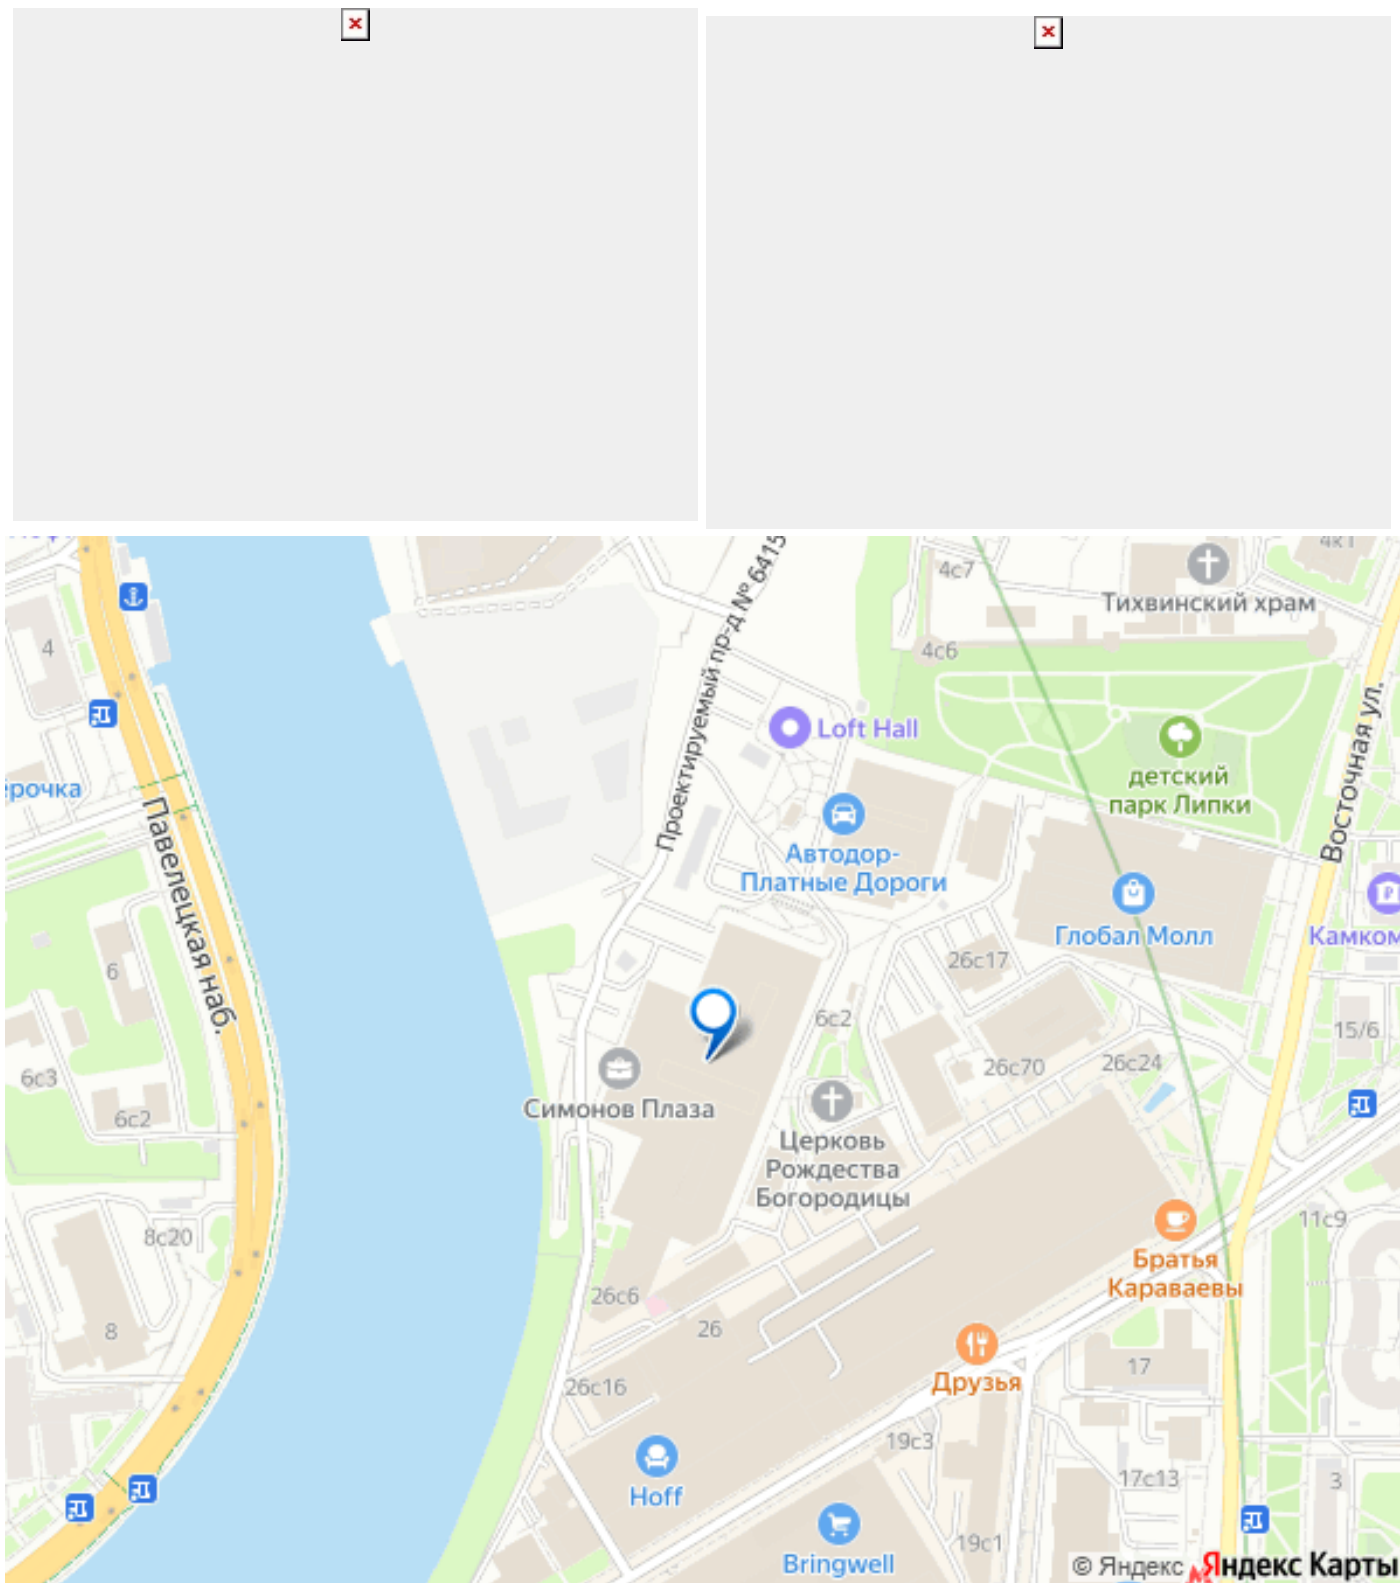 4к1
4с7
Тихвинский храм
Проектируемый пр-д № 6415
4
4с6
Восточная ул.
Loft Hall
детский
парк Липки
ерочка
Павелецкая наб.
Автодор-
Платные Дороги
Глобал Молл
Камком
6
26с17
6с2
15/6
6с3
26с70
26с24
6с2
Симонов Плаза
Церковь
Рождества
Богородицы
8с20
11с9
Братья
Караваевы
26с6
8
26
17
Друзья
26с16
19с3
Hoff
17с13
3
19с1
Bringwell
© Яндекс
Яндекс Карты